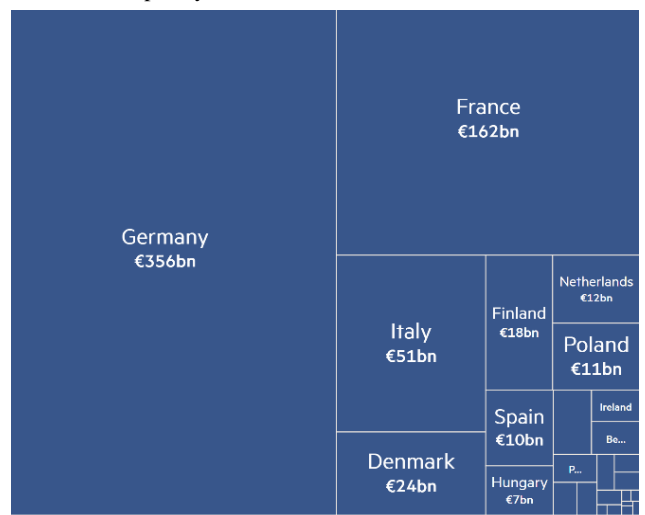 Germany
€356bn
France
€162bn
Italy
€51bn
Denmark
€24bn
Finland
€18bn
Netherlands
€12bn
Poland
€11bn
Spain
€10bn
Hungary
€7bn
Ireland
Be...
P...